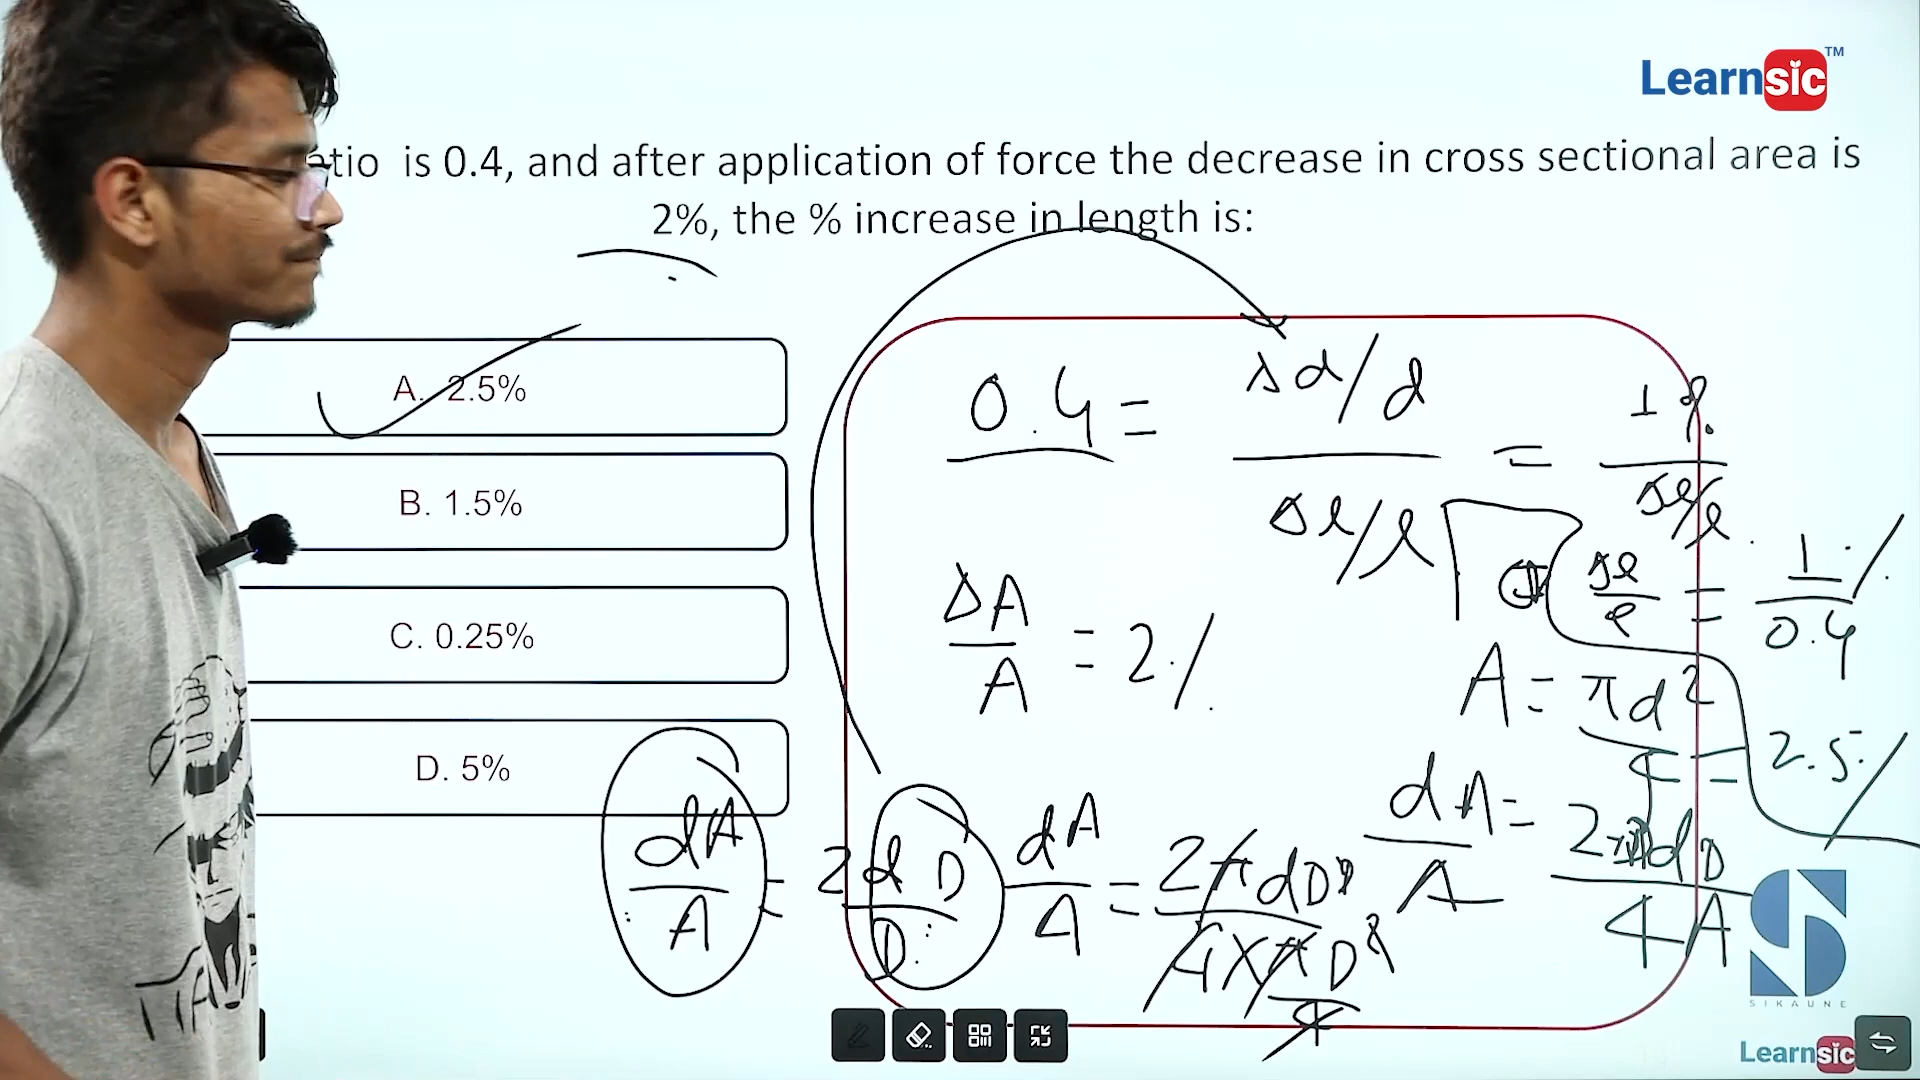 Learnsic™
atio is 0.4, and after application of force the decrease in cross sectional area is
2%, the % increase in length is:
A. 2.5%
B. 1.5%
C. 0.25%
D. 5%
0.4 = Δd/d / Δl/l = 1% / Δl/l
Δl/l = 1%/0.4
= 2.5%
ΔA/A = 2%
A = πd²/4
dA/A = 2πdD/4A
dA/A = 2dD/D
SIKAUNE
Learnsic